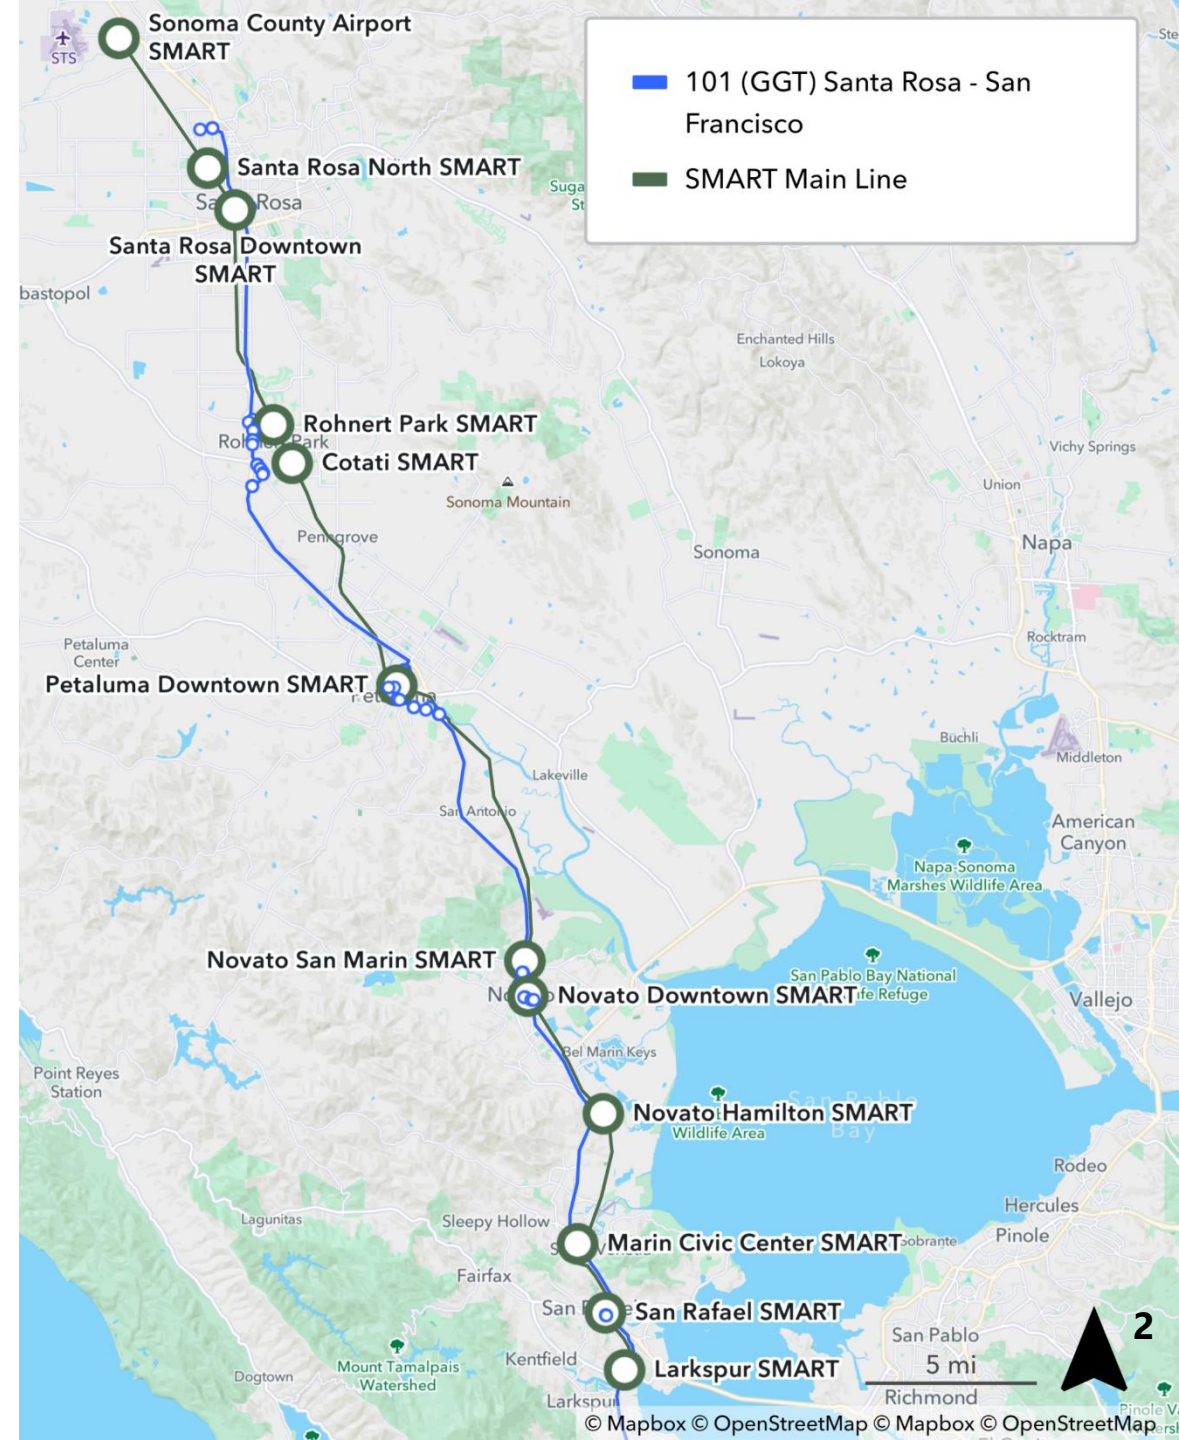 Sonoma County Airport
SMART
STS
101 (GGT) Santa Rosa - San
Francisco
SMART Main Line
Santa Rosa North SMART
Santa Rosa Downtown
SMART
Rohnert Park SMART
Cotati SMART
Sonoma Mountain
Enchanted Hills
Lokoya
Vichy Springs
Union
Penngrove
Sonoma
Napa
Petaluma
Center
Rocktram
Petaluma Downtown SMART
Buchli
Middleton
Lakeville
San Antonio
American
Canyon
Napa-Sonoma
Marshes Wildlife Area
Novato San Marin SMART
San Pablo Bay National
Novato Downtown SMART
Refuge
Vallejo
Bel Marin Keys
Point Reyes
Station
Novato Hamilton SMART
Wildlife Area
San Pablo
Bay
Rodeo
Hercules
Pinole
Lagunitas
Sleepy Hollow
Marin Civic Center SMART
Fairfax
San Rafael SMART
2
San Pablo
Kentfield
5 mi
Mount Tamalpais
Watershed
Larkspur SMART
Dogtown
Richmond
Larkspur
© Mapbox © OpenStreetMap © Mapbox © OpenStreetMap